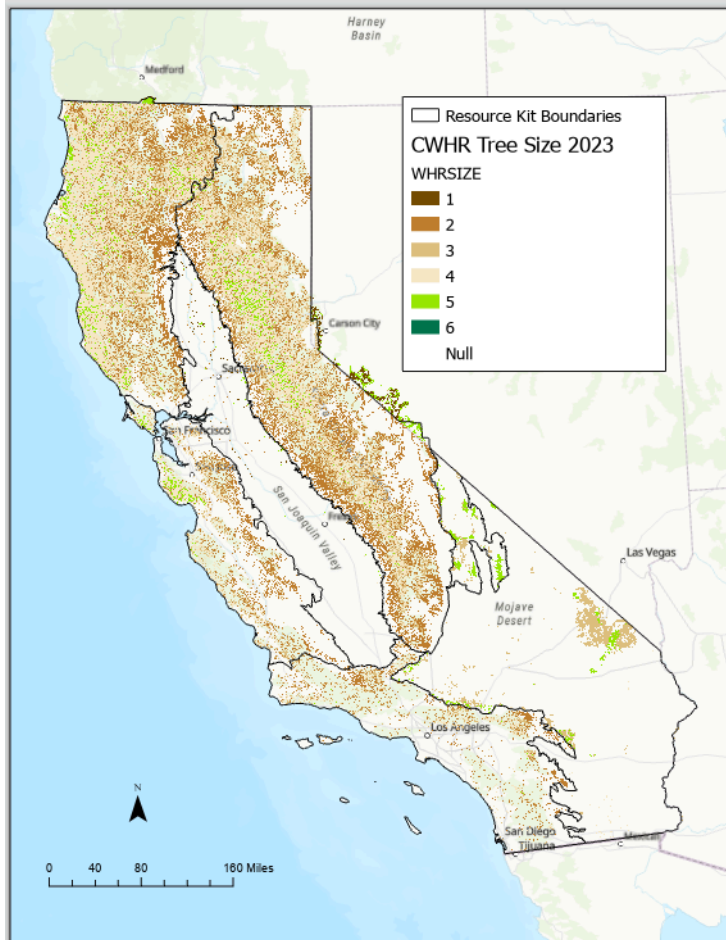 Harney
Basin
Medford
Resource Kit Boundaries
CWHR Tree Size 2023
WHRSIZE
1
2
3
4
5
6
Null
Carson City
San Francisco
San Joaquin Valley
Las Vegas
Mojave
Desert
Los Angeles
San Diego
Tijuana
Mexicali
N
0 40 80 160 Miles